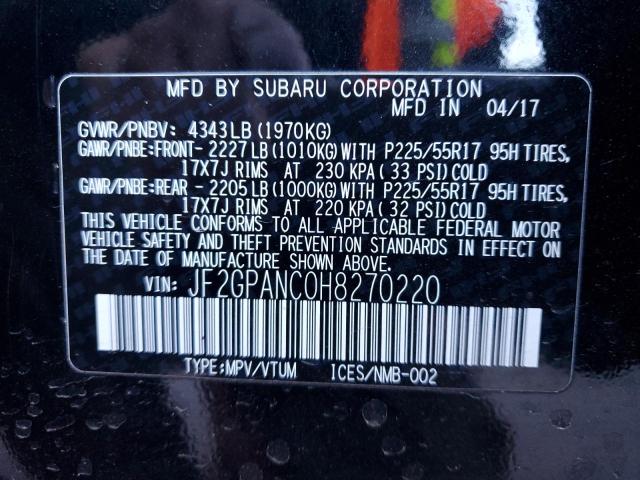 MFD BY SUBARU CORPORATION
MFD IN 04/17
GVWR/PNBV: 4343LB(1970KG)
GAWR/PNBE:FRONT- 2227LB(1010KG)WITH P225/55R17 95H TIRES,
17X7J RIMS AT 230 KPA( 33 PSI)COLD
GAWR/PNBE:REAR - 2205LB(1000KG)WITH P225/55R17 95H TIRES,
17X7J RIMS AT 220 KPA( 32 PSI)COLD
THIS VEHICLE CONFORMS TO ALL APPLICABLE FEDERAL MOTOR
VEHICLE SAFETY AND THEFT PREVENTION STANDARDS IN EFFECT ON
THE DATE OF MANUFACTURE SHOWN ABOVE.
VIN: JF2GPANC0H8270220
TYPE:MPV/VTUM ICES/NMB-002